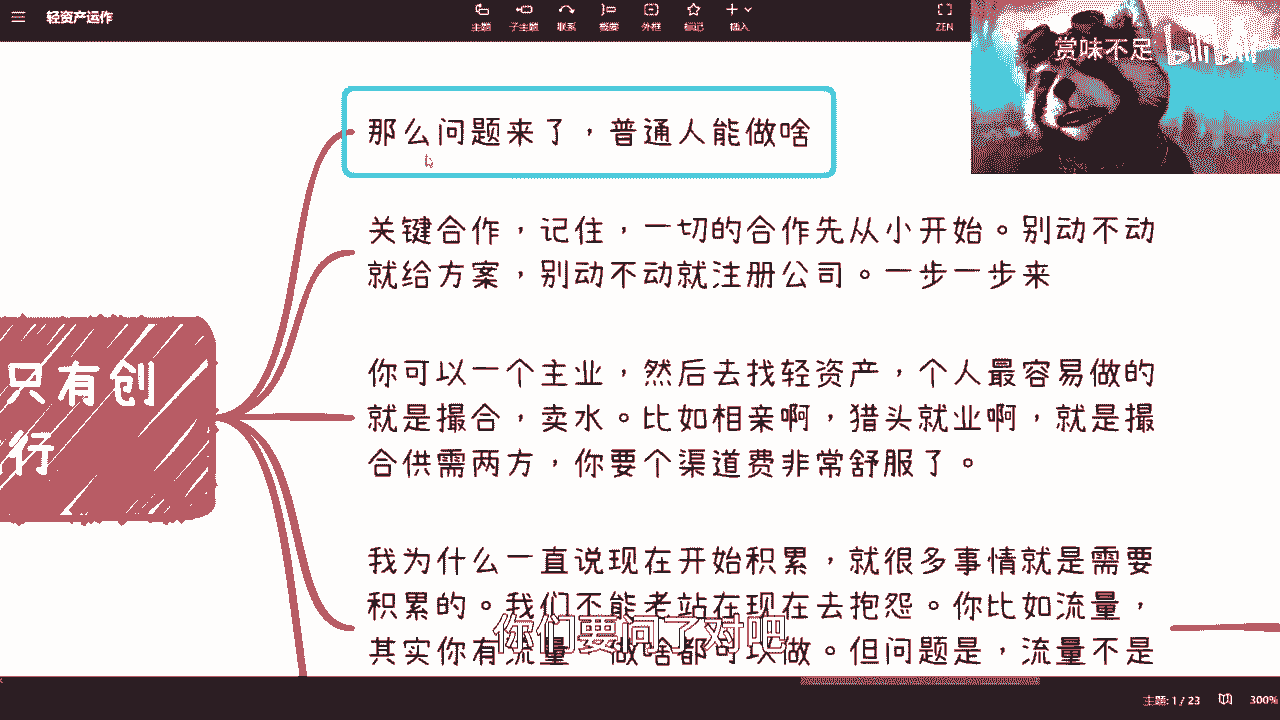 轻资产运作
主题
子主题
联系
概要
外框
标记
插入
ZEN
赏味不足
bilibili
那么问题来了，普通人能做啥
关键合作，记住，一切的合作先从小开始。别动不动
就给方案，别动不动就注册公司。一步一步来
只有创
行
你可以一个主业，然后去找轻资产，个人最容易做的
就是撮合，卖水。比如相亲啊，猎头就业啊，就是撮
合供需两方，你要个渠道费非常舒服了。
我为什么一直说现在开始积累，就很多事情就是需要
积累的。我们不能老站在现在去抱怨。你比如流量，
其实你有流量 做啥都可以做。但问题是，流量不是
你们要问了对吧
主题: 1 / 23
300%